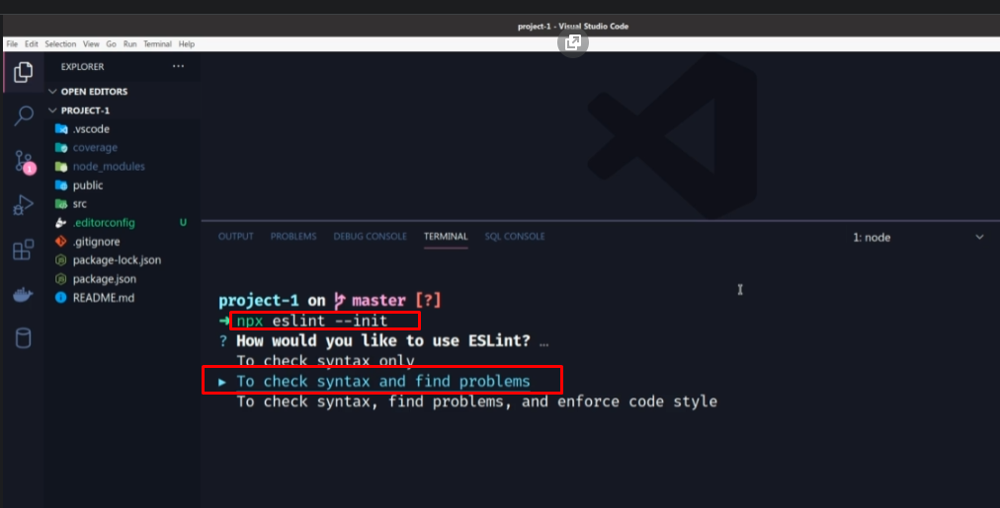 project-1 - Visual Studio Code
File Edit Selection View Go Run Terminal Help
EXPLORER ...
OPEN EDITORS
PROJECT-1
.vscode
coverage
node_modules
public
src
.editorconfig U
.gitignore
package-lock.json
package.json
README.md
1
OUTPUT PROBLEMS DEBUG CONSOLE TERMINAL SQL CONSOLE 1: node
project-1 on master [?]
npx eslint --init
? How would you like to use ESLint? …
To check syntax only
To check syntax and find problems
To check syntax, find problems, and enforce code style